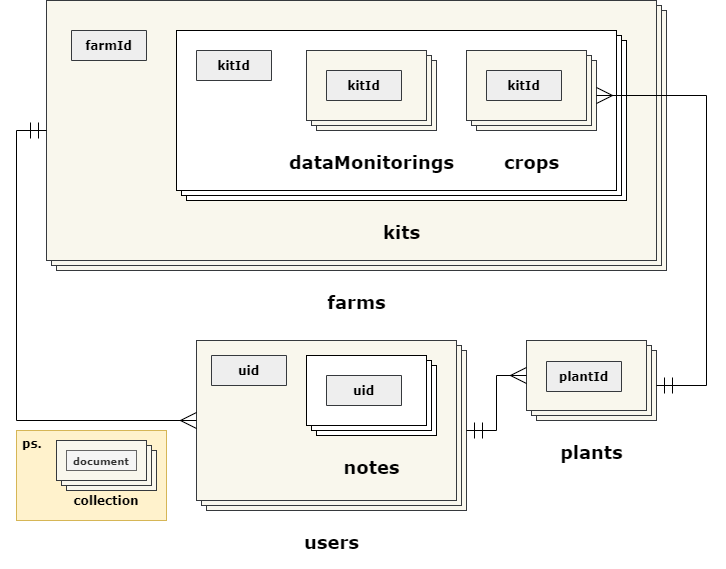 farmId
kitId
kitId
kitId
dataMonitorings
crops
kits
farms
uid
uid
plantId
notes
plants
users
ps.
document
collection